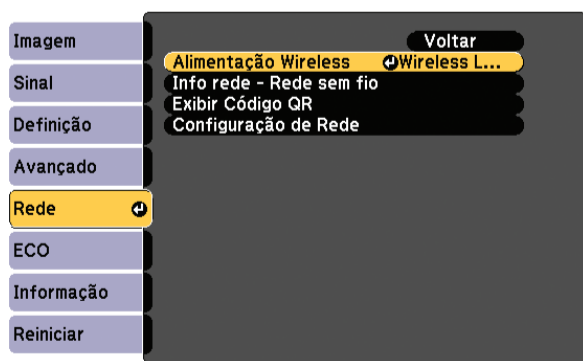 Imagem
Sinal
Definição
Avançado
Rede
ECO
Informação
Reiniciar
Voltar
Alimentação Wireless Wireless L...
Info rede - Rede sem fio
Exibir Código QR
Configuração de Rede